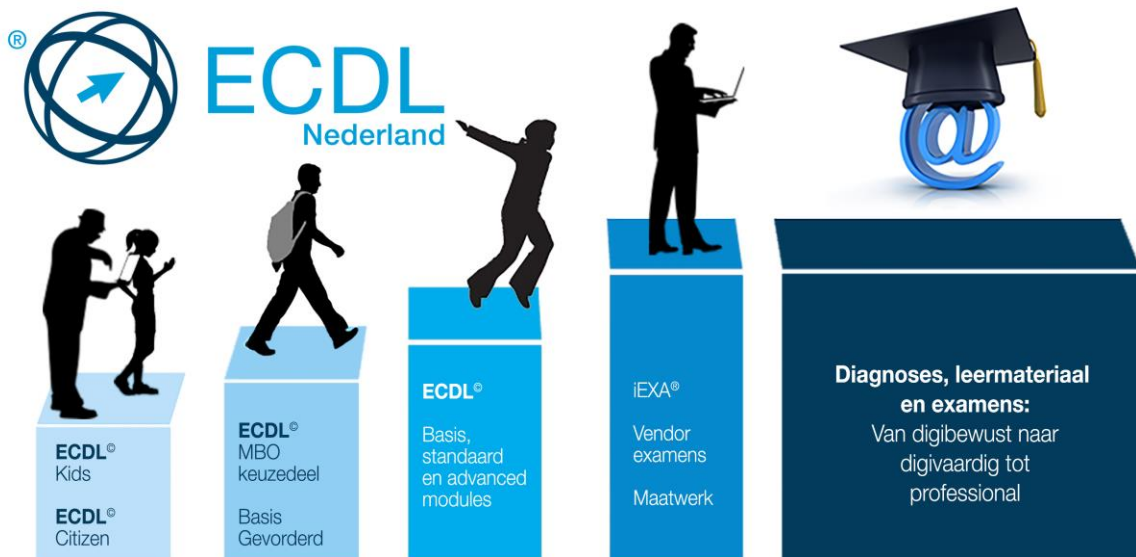 ®
ECDL
Nederland
ECDL©
Kids
ECDL©
Citizen
ECDL©
MBO
keuzedeel
Basis
Gevorderd
ECDL©
Basis,
standaard
en advanced
modules
iEXA®
Vendor
examens
Maatwerk
@
Diagnoses, leermateriaal
en examens:
Van digibewust naar
digivaardig tot
professional